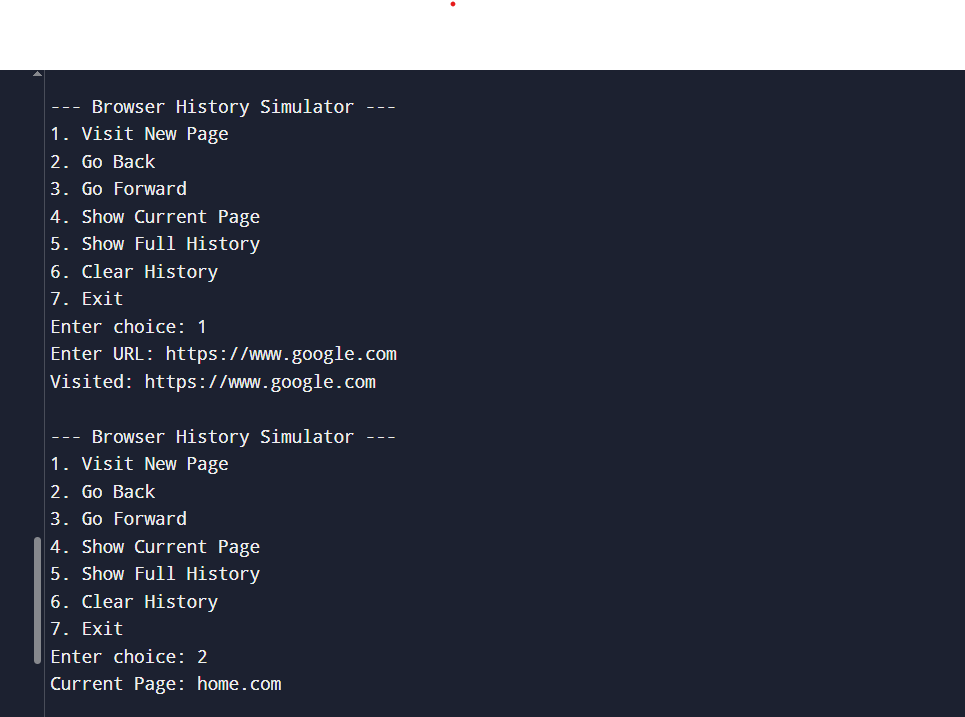 --- Browser History Simulator ---
1. Visit New Page
2. Go Back
3. Go Forward
4. Show Current Page
5. Show Full History
6. Clear History
7. Exit
Enter choice: 1
Enter URL: https://www.google.com
Visited: https://www.google.com
--- Browser History Simulator ---
1. Visit New Page
2. Go Back
3. Go Forward
4. Show Current Page
5. Show Full History
6. Clear History
7. Exit
Enter choice: 2
Current Page: home.com